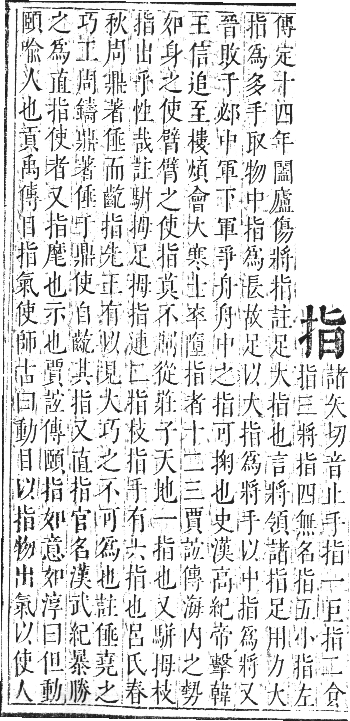 指
諸矢切音止手指一巨指二食
指三將指四無名指五小指左
傳定十四年闔廬傷將指註足大指也言將領諸指足用力大
指爲多手取物中指爲長故足以大指爲將手以中指爲將又
晉敗于邲中軍下軍爭舟舟中之指可掬也史漢高紀帝擊韓
王信追至樓煩會大寒士卒墮指者十二三賈誼傳海內之勢
如身之使臂臂之使指莫不制從莊子天地一指也又駢拇枝
指出乎性哉註駢拇足拇指連二指枝指手有六指也呂氏春
秋周鼎著倕而齕指先王有以見大巧之不可爲也註倕堯之
巧工周鑄鼎著倕于鼎使自齕其指又直指官名漢武紀暴勝
之爲直指使者又指麾也示也賈誼傳頤指如意如淳曰但動
頤喩人也貢禹傳目指氣使師古曰動目以指物出氣以使人